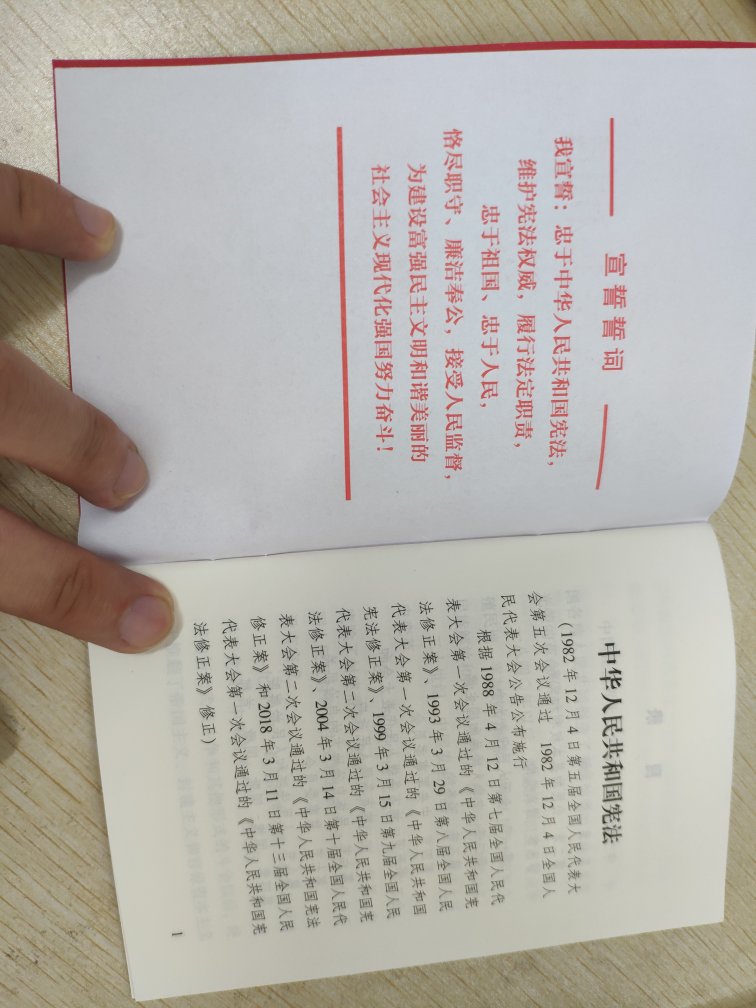 宣誓誓词
我宣誓：忠于中华人民共和国宪法，
维护宪法权威，履行法定职责，
忠于祖国、忠于人民，
恪尽职守、廉洁奉公，接受人民监督，
为建设富强民主文明和谐美丽的
社会主义现代化强国努力奋斗！
中华人民共和国宪法
（1982年12月4日第五届全国人民代表大
会第五次会议通过　1982年12月4日全国人
民代表大会公告公布施行
根据1988年4月12日第七届全国人民代
表大会第一次会议通过的《中华人民共和国宪
法修正案》、1993年3月29日第八届全国人民
代表大会第一次会议通过的《中华人民共和国
宪法修正案》、1999年3月15日第九届全国人民
代表大会第二次会议通过的《中华人民共和国宪
法修正案》、2004年3月14日第十届全国人民代
表大会第二次会议通过的《中华人民共和国宪法
修正案》和2018年3月11日第十三届全国人民
代表大会第一次会议通过的《中华人民共和国宪
法修正案》修正）
1